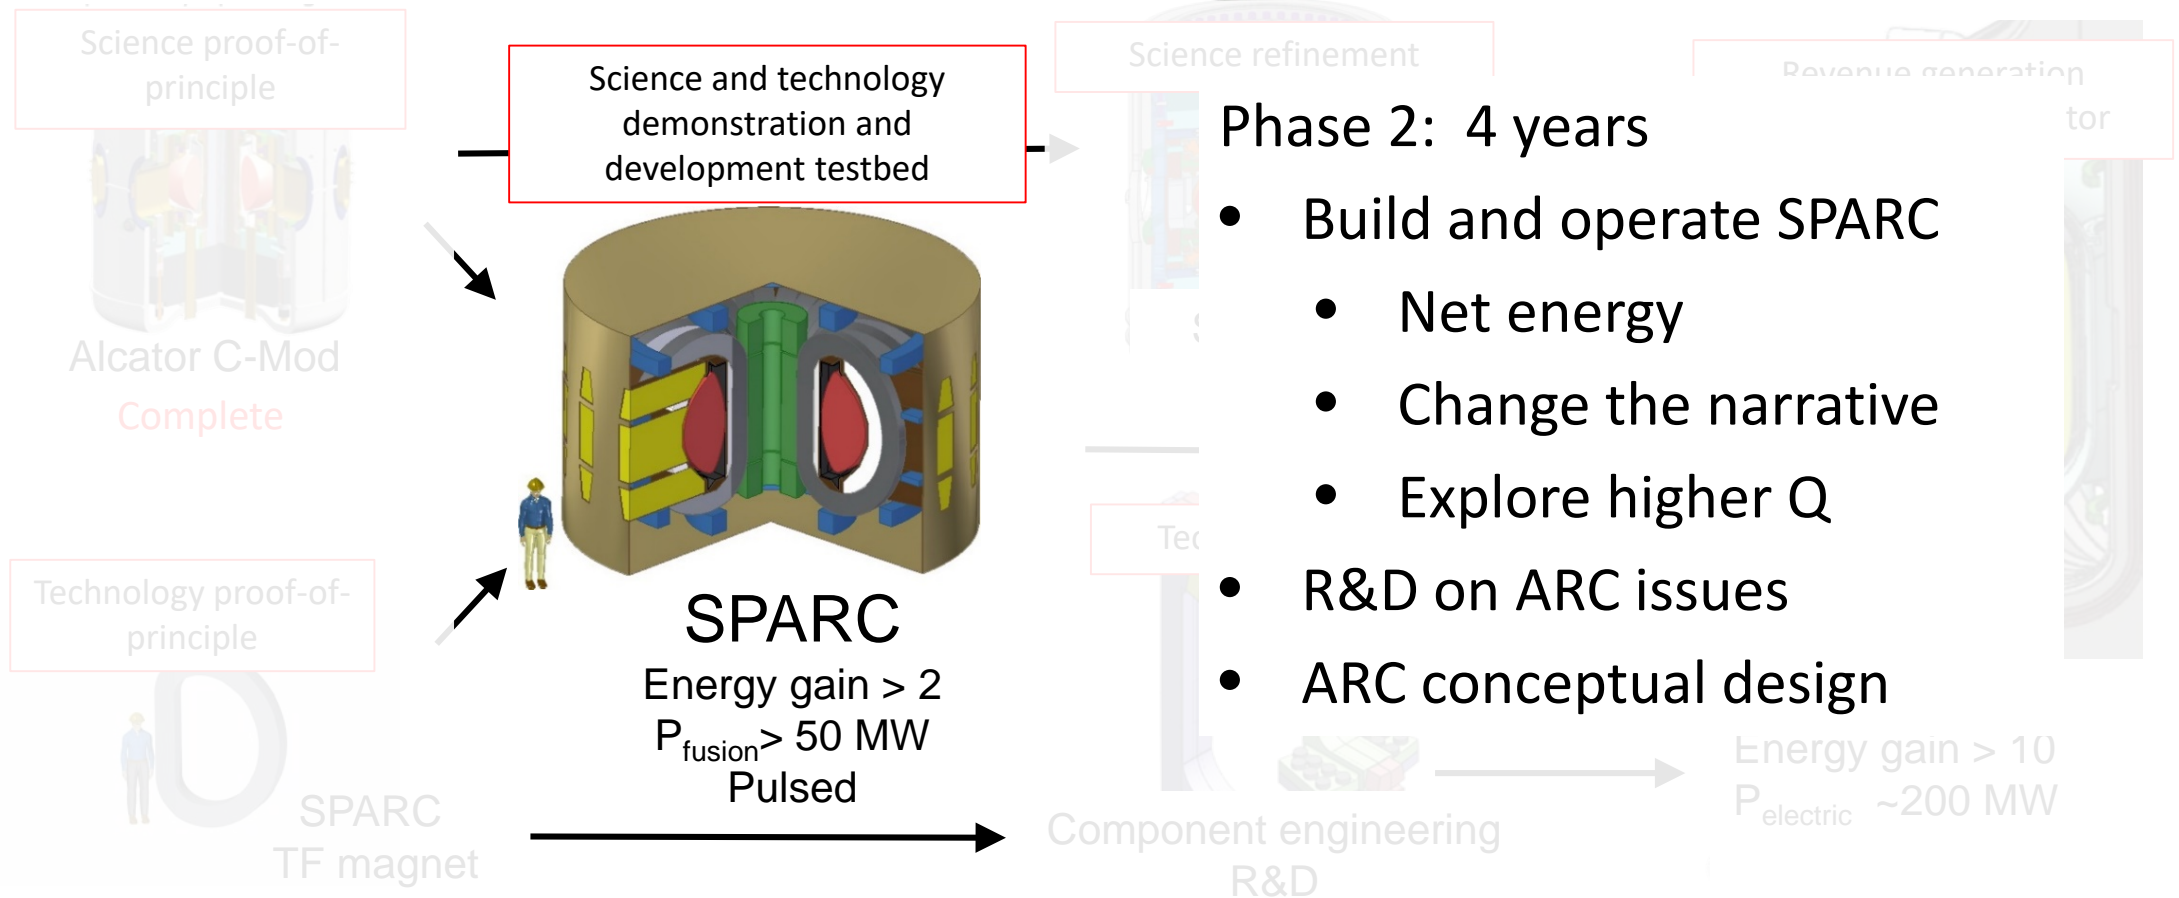 Science proof-of-
principle
Alcator C-Mod
Complete
Technology proof-of-
principle
SPARC
TF magnet
Science and technology
demonstration and
development testbed
SPARC
Energy gain > 2
Pfusion> 50 MW
Pulsed
Science refinement
Revenue generation
Phase 2: 4 years
• Build and operate SPARC
• Net energy
• Change the narrative
• Explore higher Q
• R&D on ARC issues
• ARC conceptual design
Component engineering
R&D
Energy gain > 10
Pelectric ~200 MW